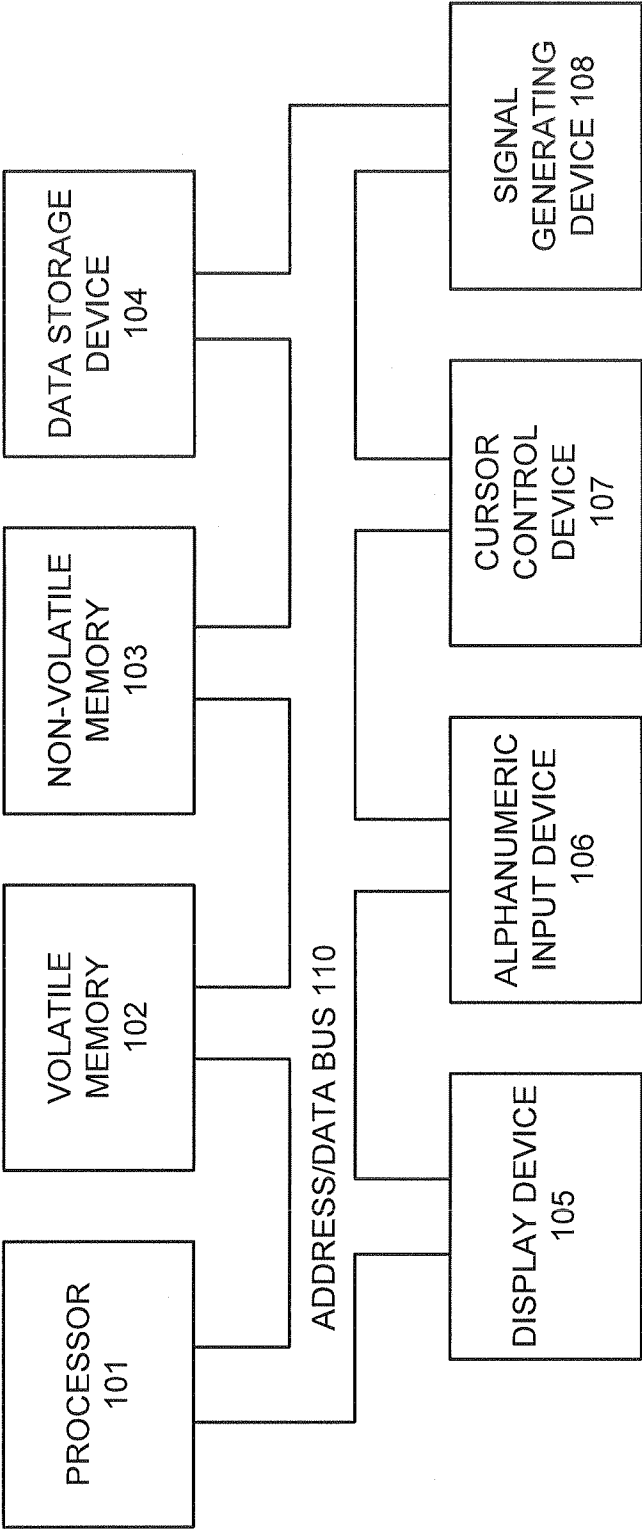 PROCESSOR
101
VOLATILE
MEMORY
102
NON-VOLATILE
MEMORY
103
DATA STORAGE
DEVICE
104
ADDRESS/DATA BUS 110
DISPLAY DEVICE
105
ALPHANUMERIC
INPUT DEVICE
106
CURSOR
CONTROL
DEVICE
107
SIGNAL
GENERATING
DEVICE 108